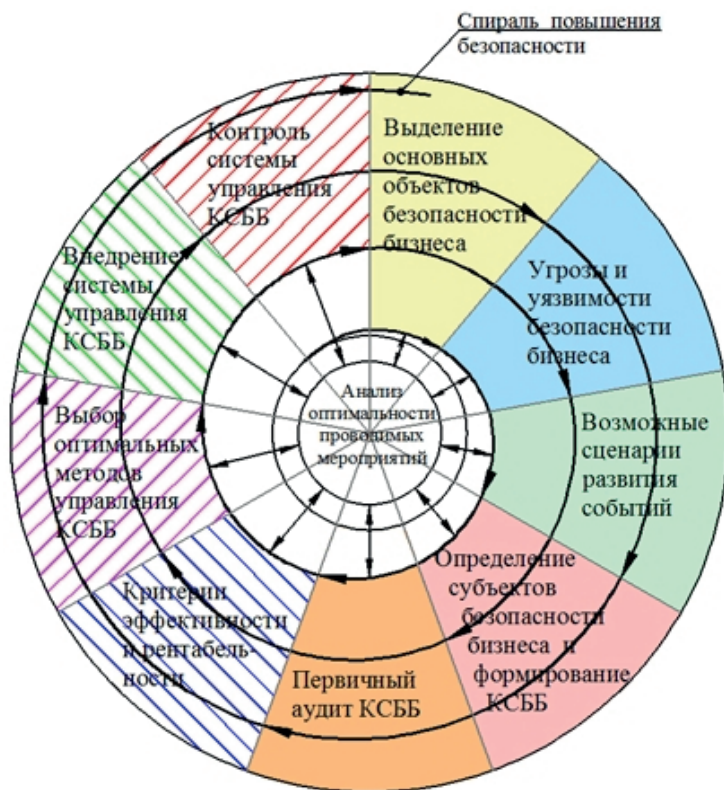 Спираль повышения
безопасности
Выделение
основных
объектов
безопасности
бизнеса
Угрозы и
уязвимости
безопасности
бизнеса
Возможные
сценарии
развития
событий
Определение
субъектов
безопасности
бизнеса и
формирование
КСББ
Первичный
аудит КСББ
Критерии
эффективности
и рентабель-
ности
Выбор
оптимальных
методов
управления
КСББ
Внедрение
системы
управления
КСББ
Контроль
системы
управления
КСББ
Анализ
оптимальности
проводимых
мероприятий